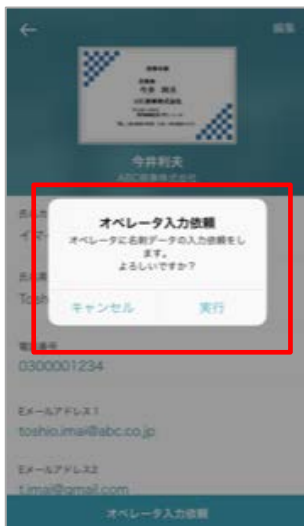 ←
編集
今井利夫
ABC商事株式会社
オペレータ入力依頼
オペレータに名刺データの入力依頼をし
ます。
よろしいですか？
キャンセル
実行
電話番号
0300001234
Eメールアドレス1
toshio.imai@abc.co.jp
Eメールアドレス2
t.imai@gmail.com
オペレータ入力依頼